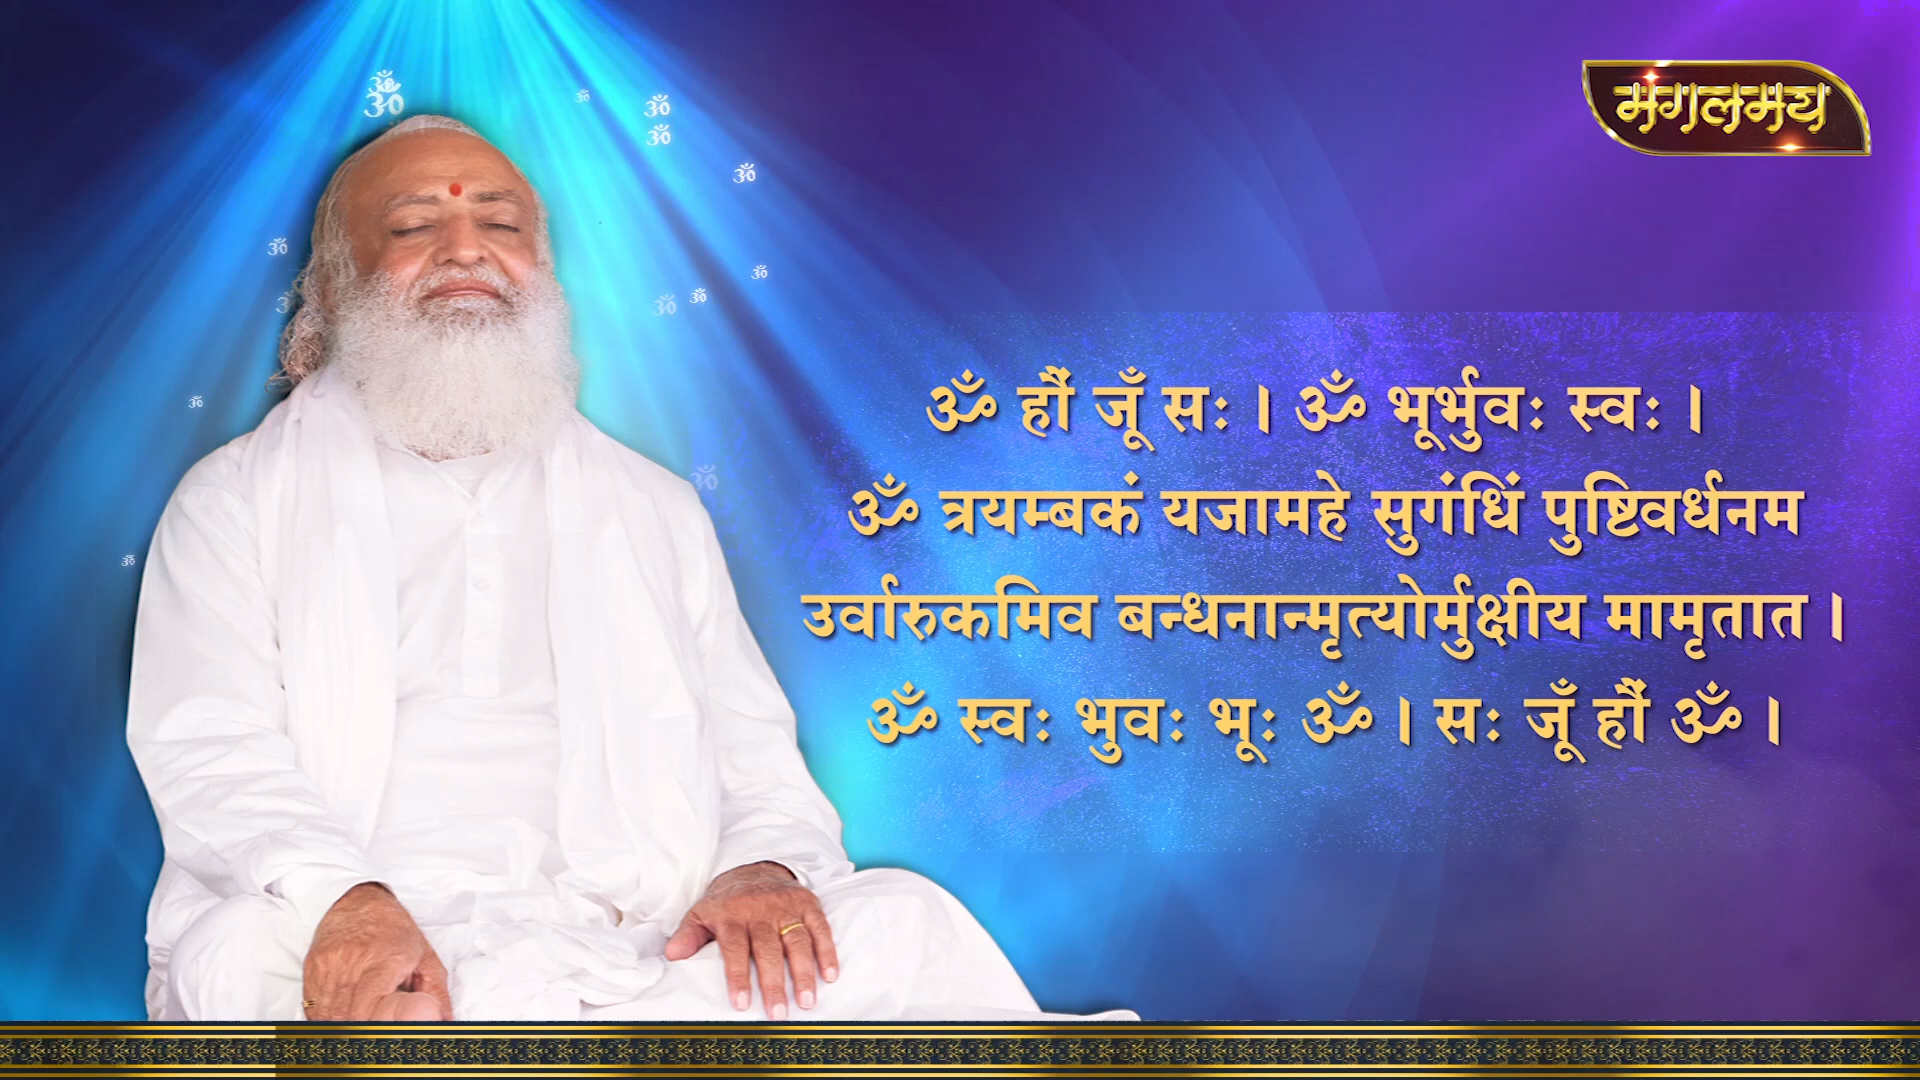 मंगलमय
ॐ हौं जूँ सः । ॐ भूर्भुवः स्वः ।
ॐ त्रयम्बकं यजामहे सुगंधिं पुष्टिवर्धनम
उर्वारुकमिव बन्धनान्मृत्योर्मुक्षीय मामृतात ।
ॐ स्वः भुवः भूः ॐ । सः जूँ हौं ॐ ।